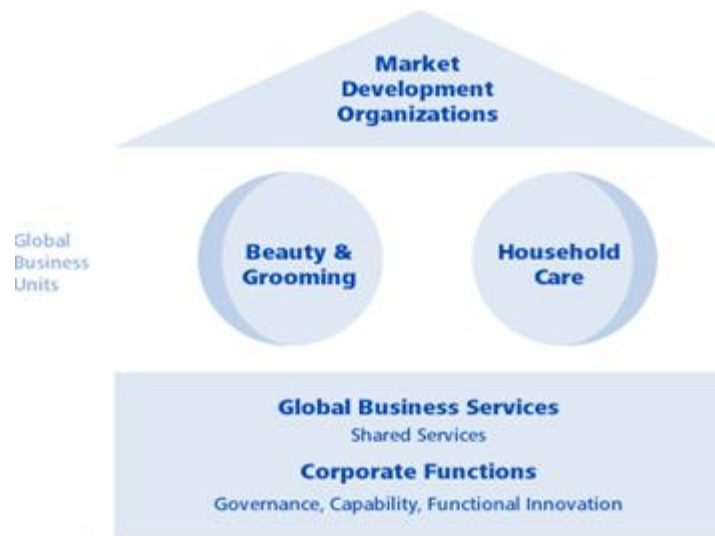 Market
Development
Organizations
Global
Business
Units
Beauty &
Grooming
Household
Care
Global Business Services
Shared Services
Corporate Functions
Governance, Capability, Functional Innovation